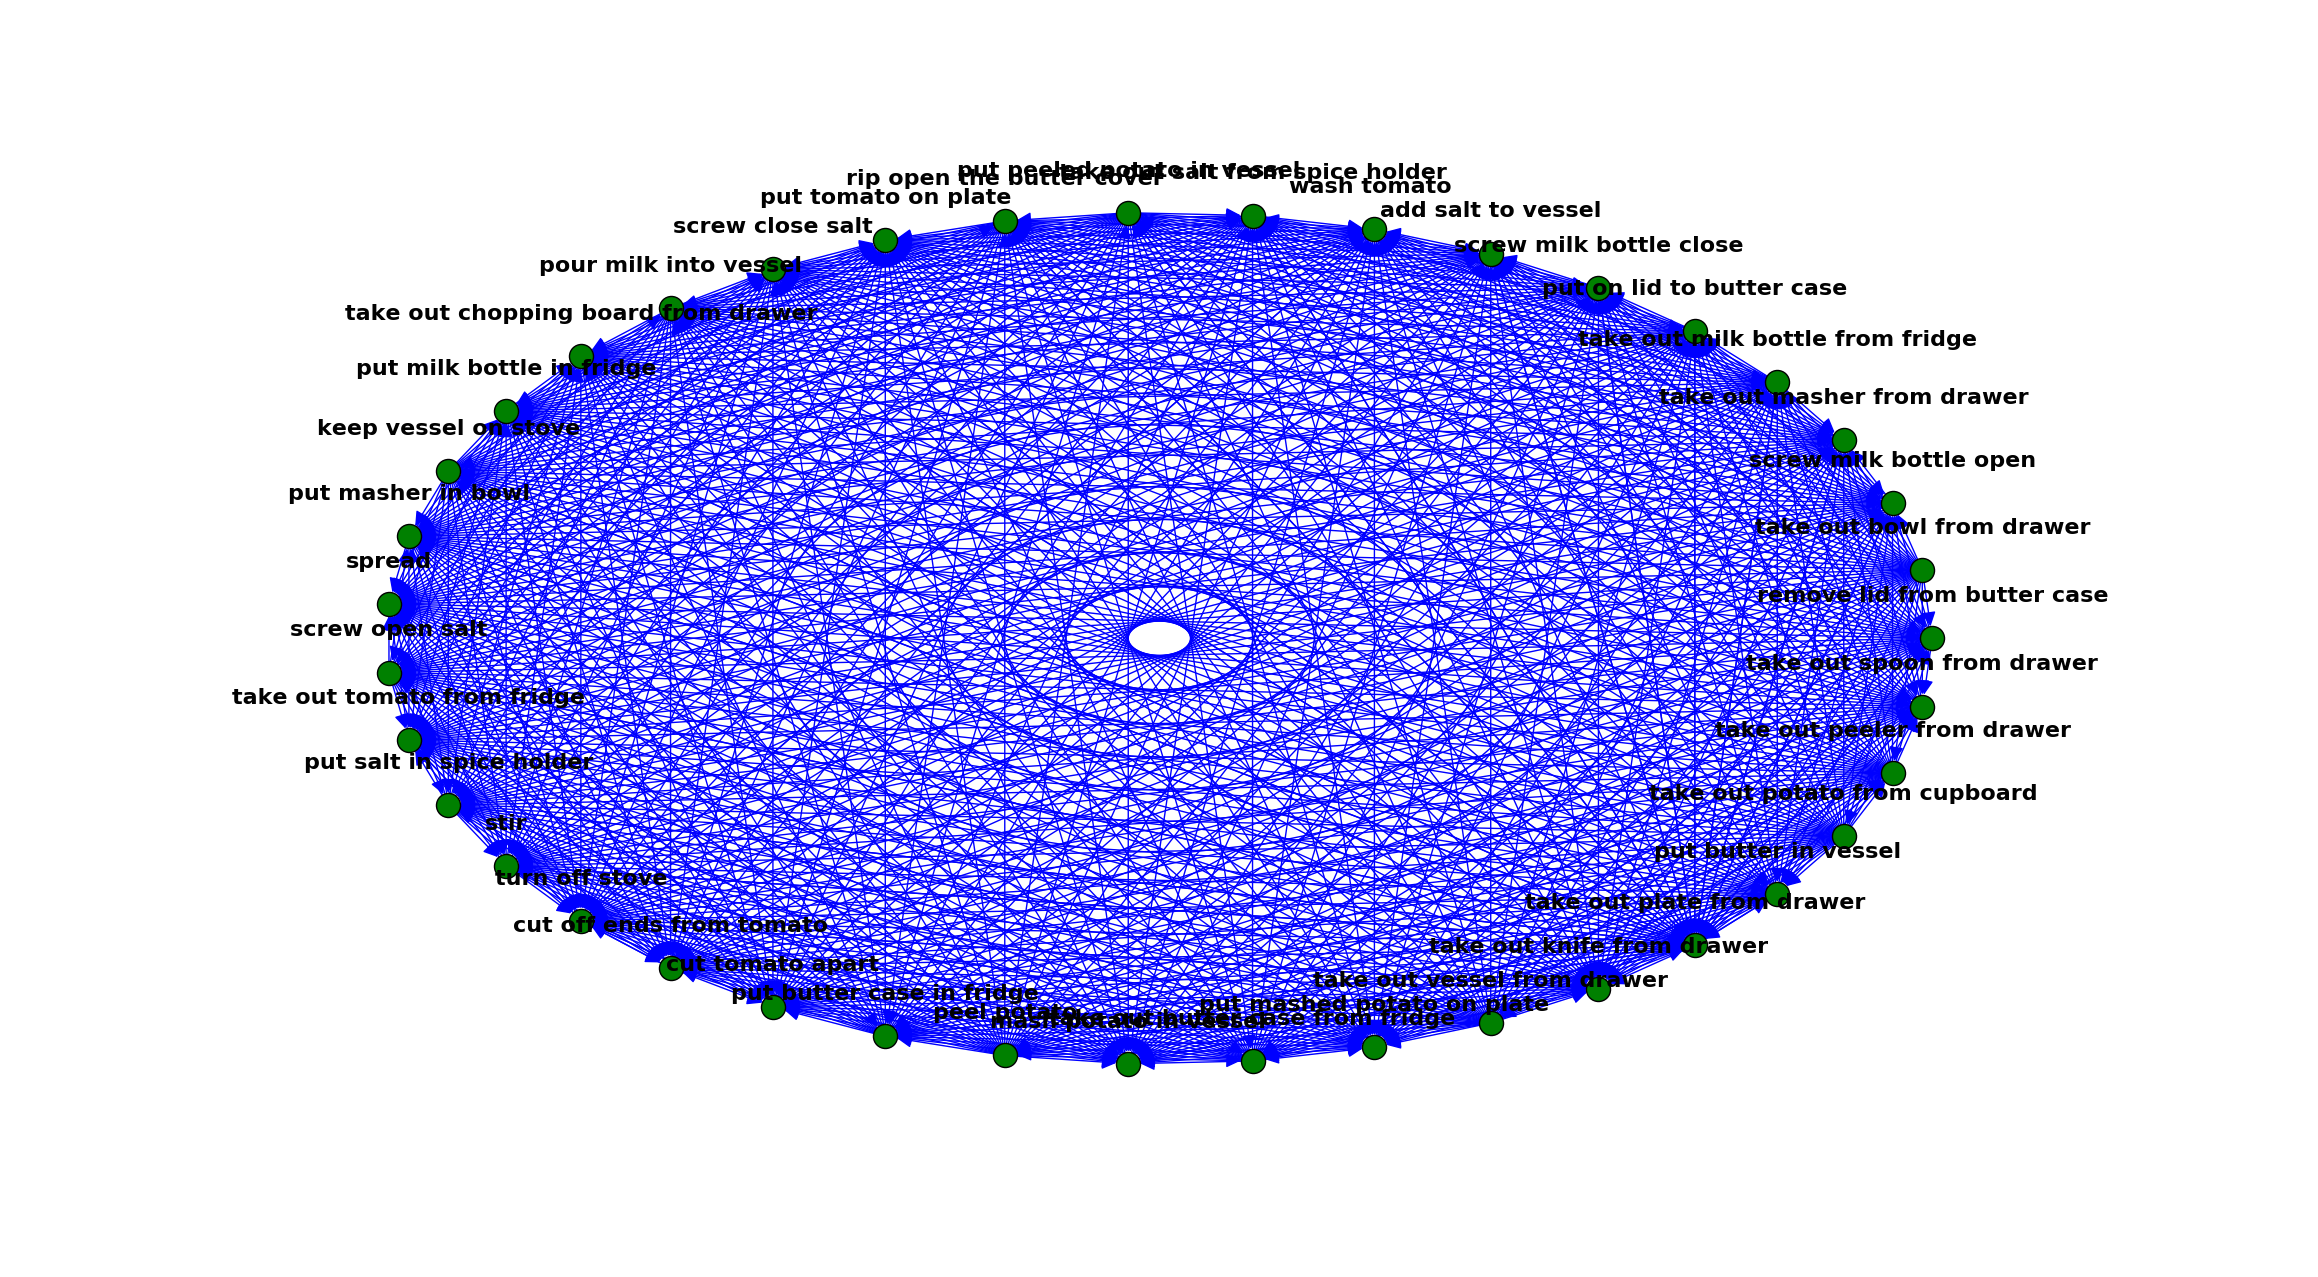 put peeled potato in vessel
take out salt from spice holder
rip open the butter cover
wash tomato
put tomato on plate
add salt to vessel
screw close salt
screw milk bottle close
pour milk into vessel
put on lid to butter case
take out chopping board from drawer
take out milk bottle from fridge
put milk bottle in fridge
take out masher from drawer
keep vessel on stove
screw milk bottle open
put masher in bowl
take out bowl from drawer
spread
remove lid from butter case
screw open salt
take out spoon from drawer
take out tomato from fridge
take out peeler from drawer
put salt in spice holder
take out potato from cupboard
stir
put butter in vessel
turn off stove
take out plate from drawer
cut off ends from tomato
take out knife from drawer
cut tomato apart
take out vessel from drawer
put butter case in fridge
put mashed potato on plate
peel potato
mash potato in vessel
take out butter case from fridge